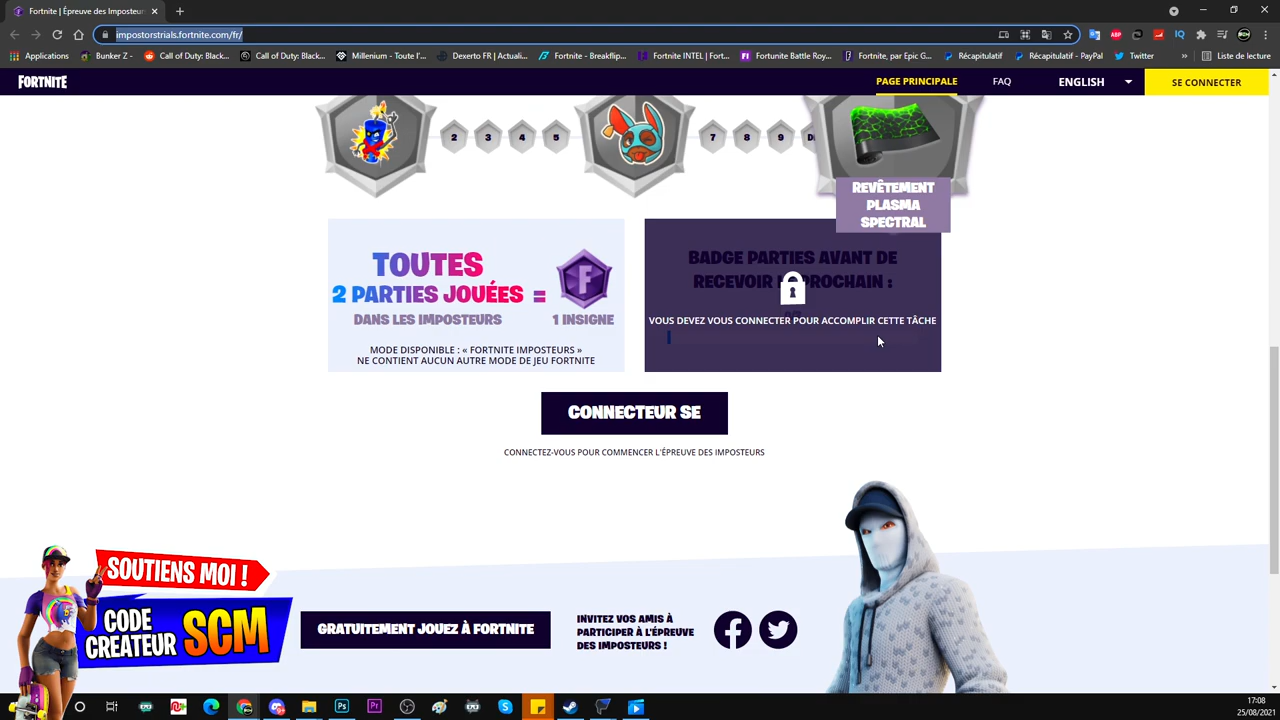 Fortnite | Épreuve des Imposteu
impostorstrials.fortnite.com/fr/
Applications
Bunker Z -
Call of Duty: Black...
Call of Duty: Black...
Millenium - Toute l'...
Dexerto FR | Actuali...
Fortnite - Breakflip...
Fortnite INTEL | Fort...
Fortunite Battle Roy...
Fortnite, par Epic G...
Récapitulatif
Récapitulatif - PayPal
Twitter
»
Liste de lecture
FORTNITE
PAGE PRINCIPALE
FAQ
ENGLISH
SE CONNECTER
2
3
4
5
7
8
9
REVÊTEMENT
PLASMA
SPECTRAL
TOUTES
2 PARTIES JOUÉES =
DANS LES IMPOSTEURS
1 INSIGNE
MODE DISPONIBLE : « FORTNITE IMPOSTEURS »
NE CONTIENT AUCUN AUTRE MODE DE JEU FORTNITE
BADGE PARTIES AVANT DE
RECEVOIR PROCHAIN :
VOUS DEVEZ VOUS CONNECTER POUR ACCOMPLIR CETTE TÂCHE
CONNECTEUR SE
CONNECTEZ-VOUS POUR COMMENCER L'ÉPREUVE DES IMPOSTEURS
SOUTIENS MOI !
CODE
CREATEUR SCM
GRATUITEMENT JOUEZ À FORTNITE
INVITEZ VOS AMIS À
PARTICIPER À L'ÉPREUVE
DES IMPOSTEURS !
17:08
25/08/2021